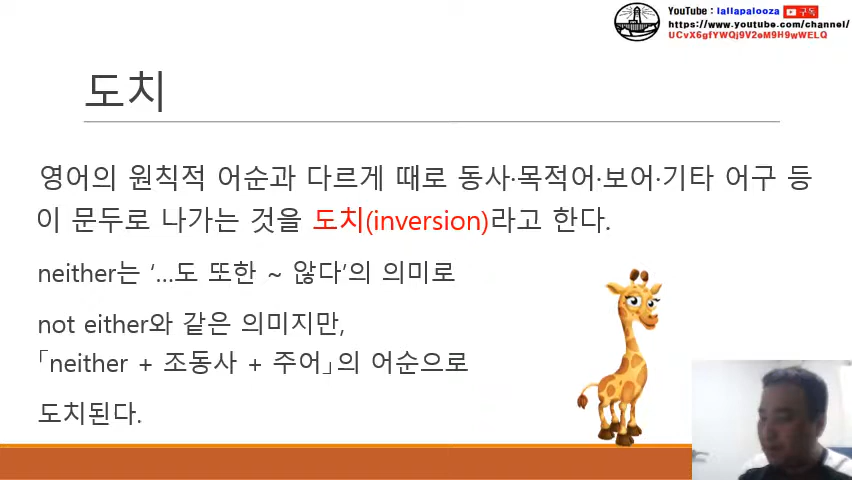 YouTube : lallapalooza 구독
https://www.youtube.com/channel/
UCvX6gfYWQj9V2eM9H9wWELQ
도치
영어의 원칙적 어순과 다르게 때로 동사·목적어·보어·기타 어구 등
이 문두로 나가는 것을 도치(inversion)라고 한다.
neither는 ‘…도 또한 ~ 않다’의 의미로
not either와 같은 의미지만,
「neither + 조동사 + 주어」의 어순으로
도치된다.